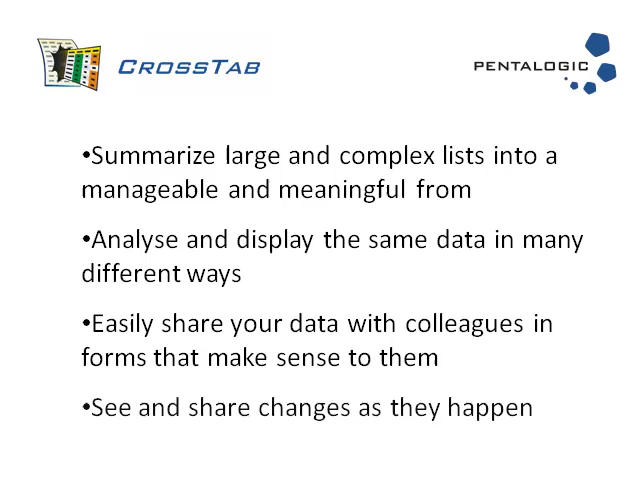 CROSSTAB
PENTALOGIC
•Summarize large and complex lists into a
manageable and meaningful from
•Analyse and display the same data in many
different ways
•Easily share your data with colleagues in
forms that make sense to them
•See and share changes as they happen